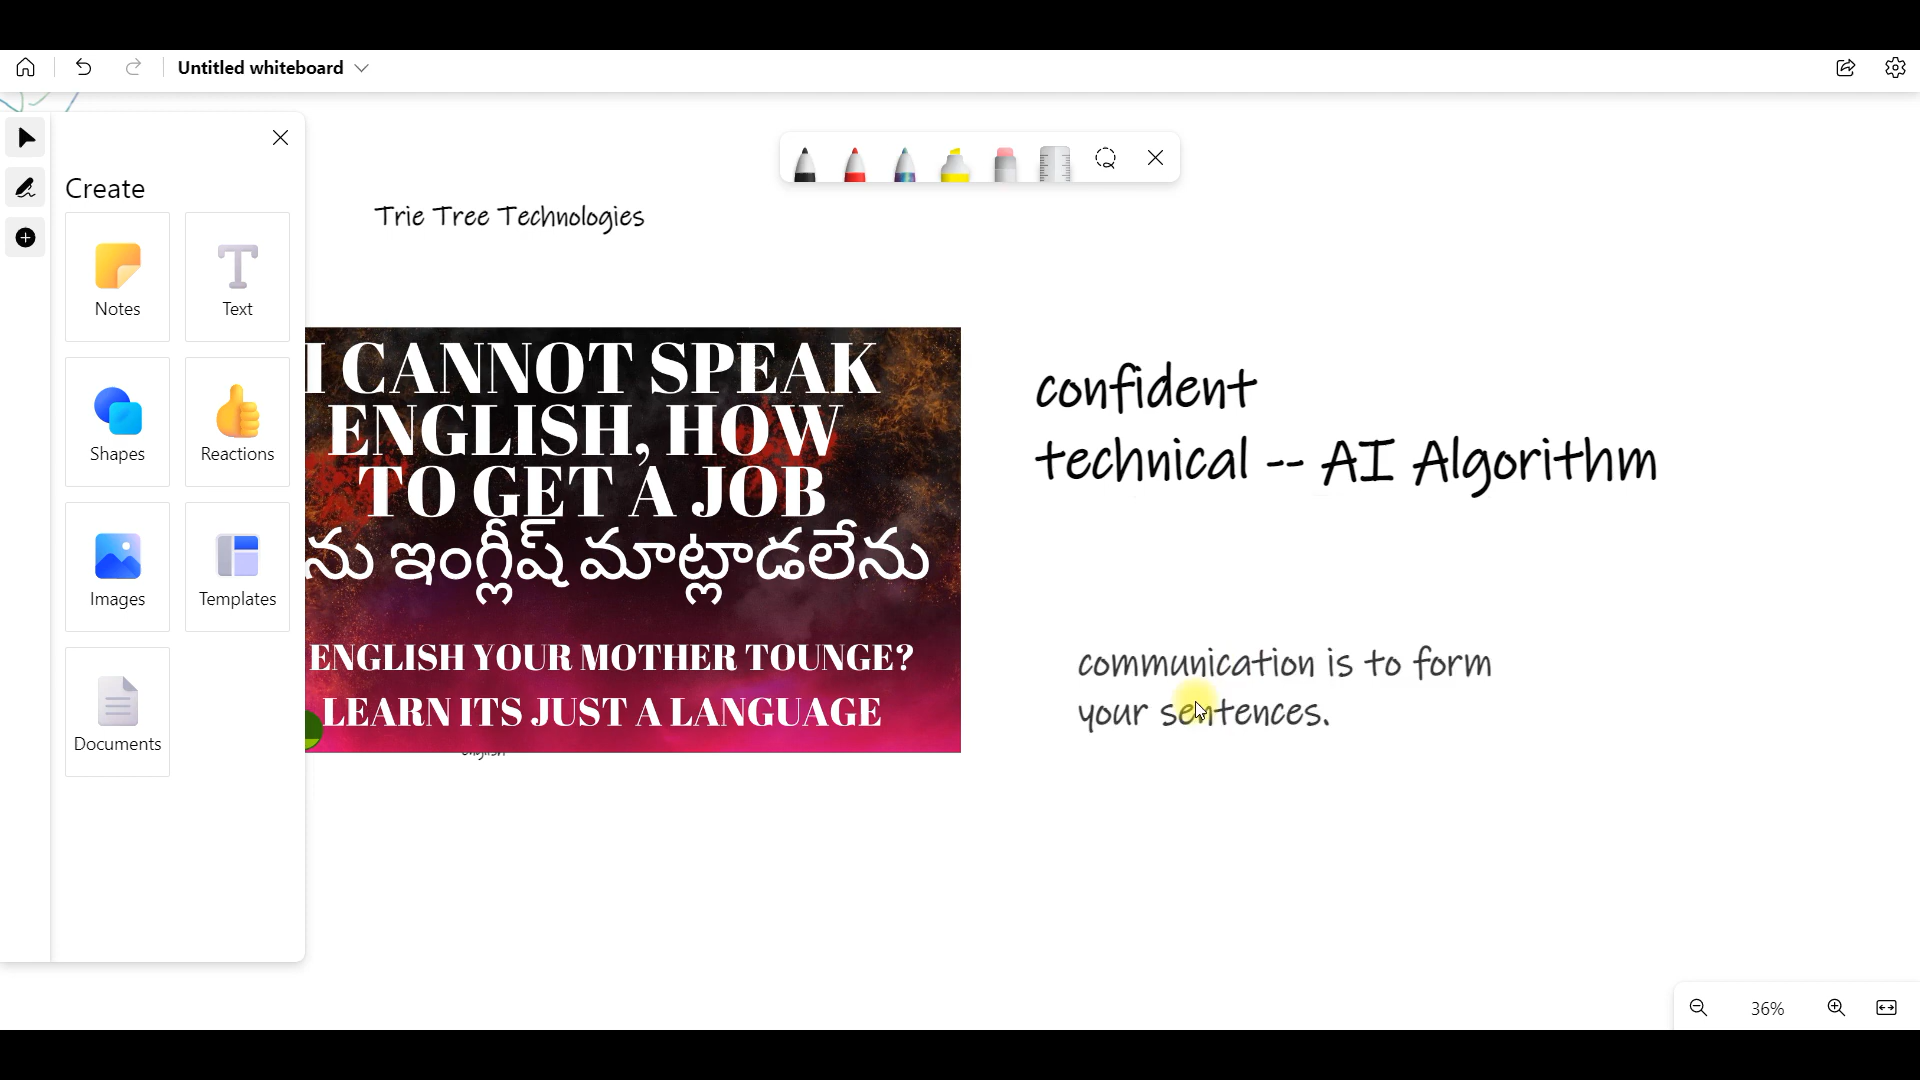 Untitled whiteboard
Create
Notes
Text
Shapes
Reactions
Images
Templates
Documents
Trie Tree Technologies
I CANNOT SPEAK
ENGLISH, HOW
TO GET A JOB
ను ఇంగ్లీష్ మాట్లాడలేను
ENGLISH YOUR MOTHER TOUNGE?
LEARN ITS JUST A LANGUAGE
english
confident
technical -- AI Algorithm
communication is to form
your sentences.
36%